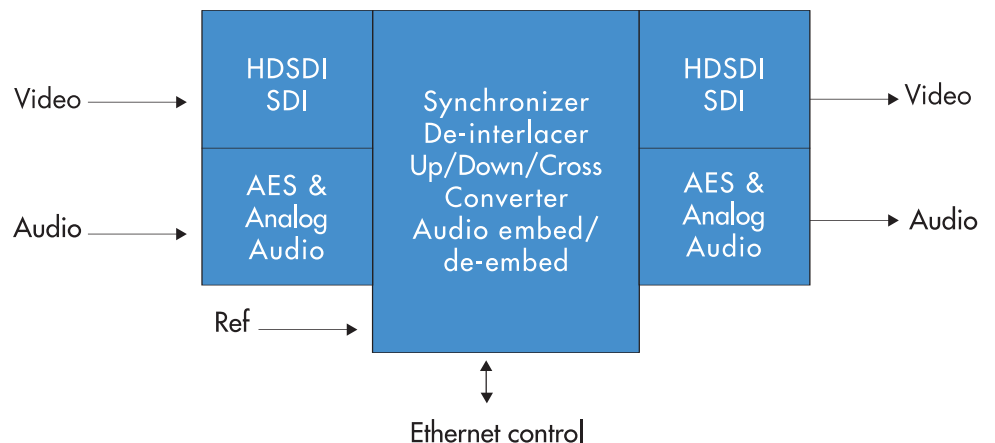 Video
HDSDI
SDI
Synchronizer
De-interlacer
Up/Down/Cross
Converter
Audio embed/
de-embed
HDSDI
SDI
Video
Audio
AES &
Analog
Audio
AES &
Analog
Audio
Audio
Ref
Ethernet control